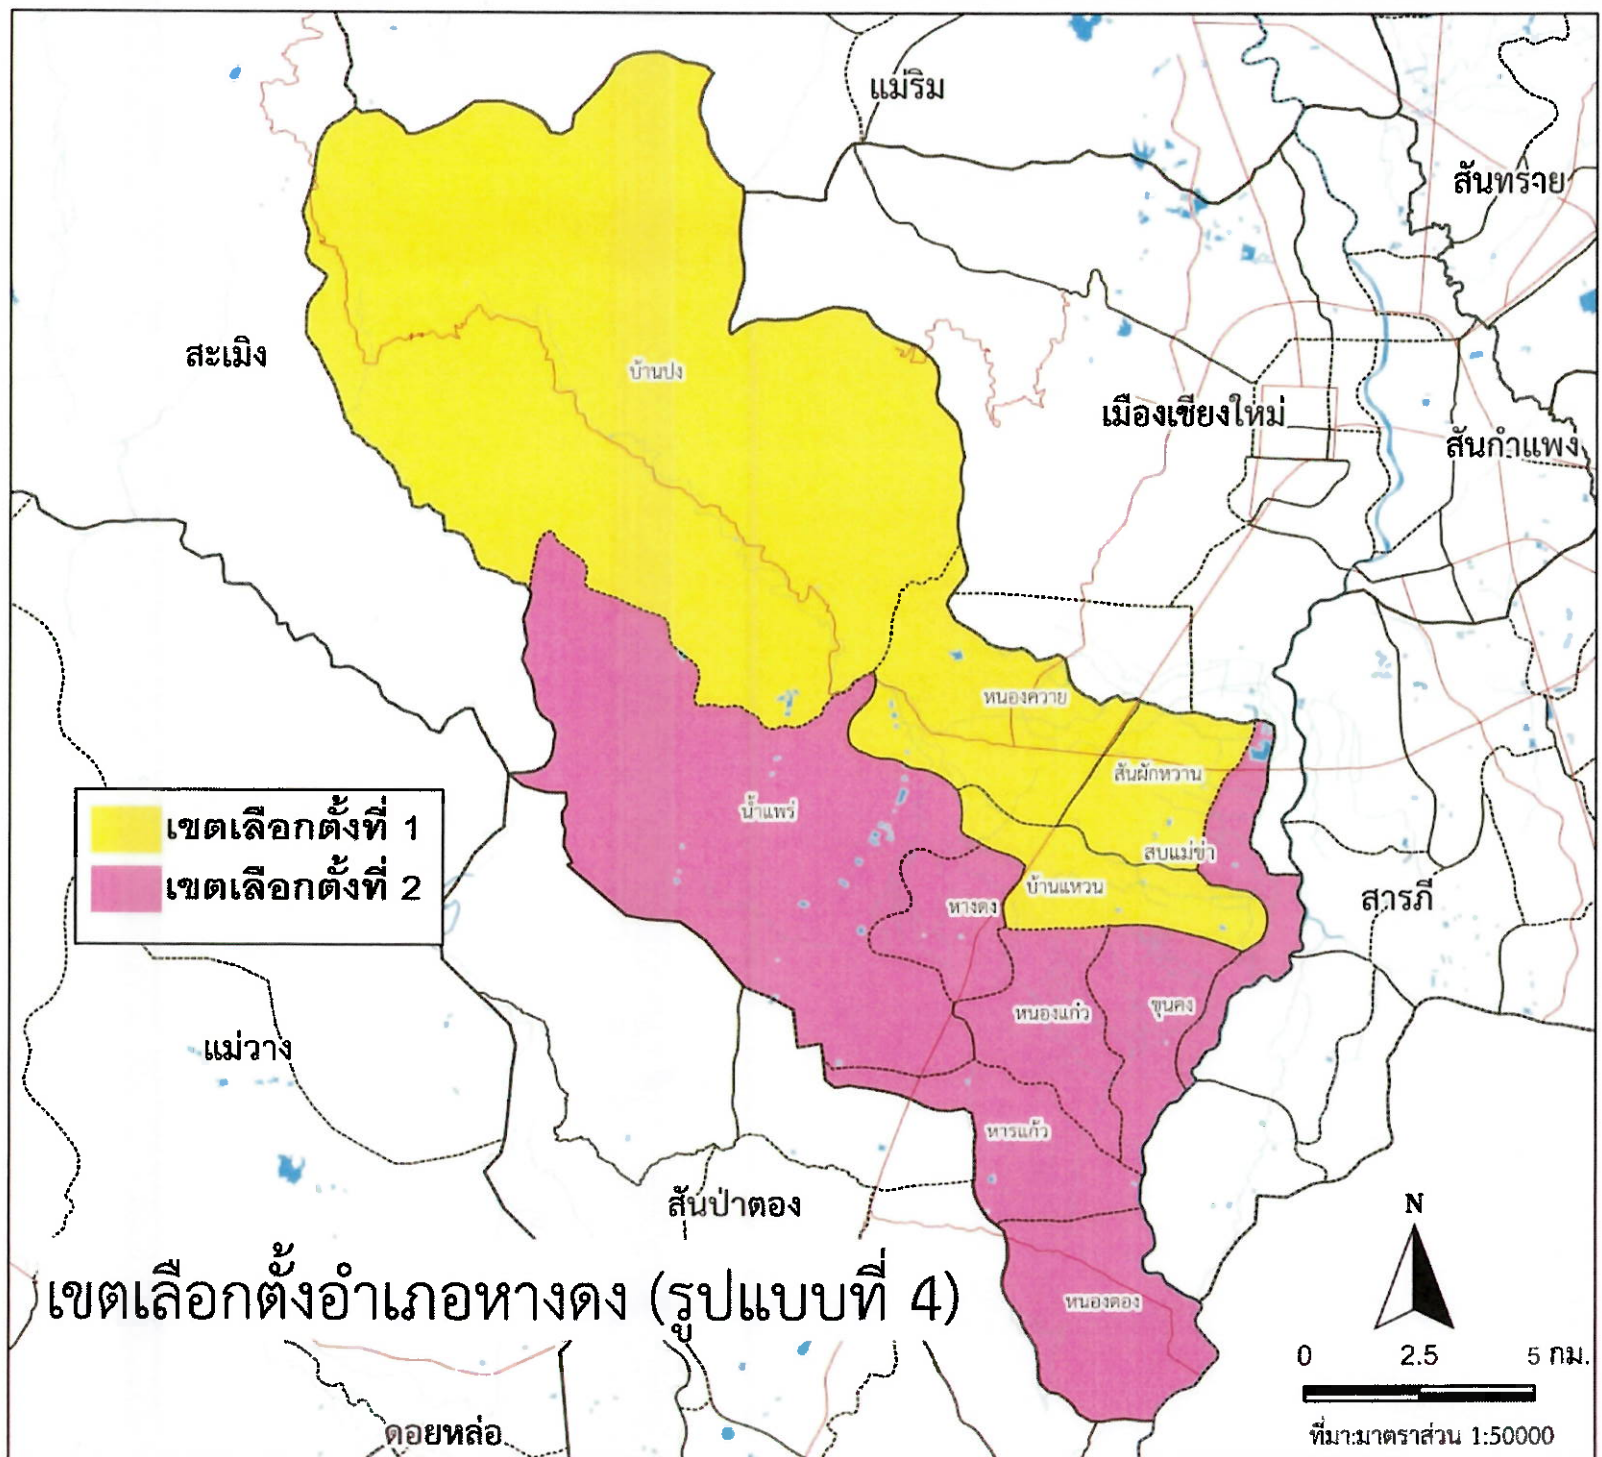 แม่ริม
สันทราย
สะเมิง
บ้านปง
เมืองเชียงใหม่
สันกำแพง
หนองควาย
สันผักหวาน
น้ำแพร่
เขตเลือกตั้งที่ 1
เขตเลือกตั้งที่ 2
สบแม่ข่า
บ้านแหวน
หางดง
สารภี
หนองแก๋ว
ขุนคง
แม่วาง
หารแก้ว
สันป่าตอง
N
เขตเลือกตั้งอำเภอหางดง (รูปแบบที่ 4)
หนองตอง
0 2.5 5 กม.
ดอยหล่อ
ที่มา:มาตราส่วน 1:50000